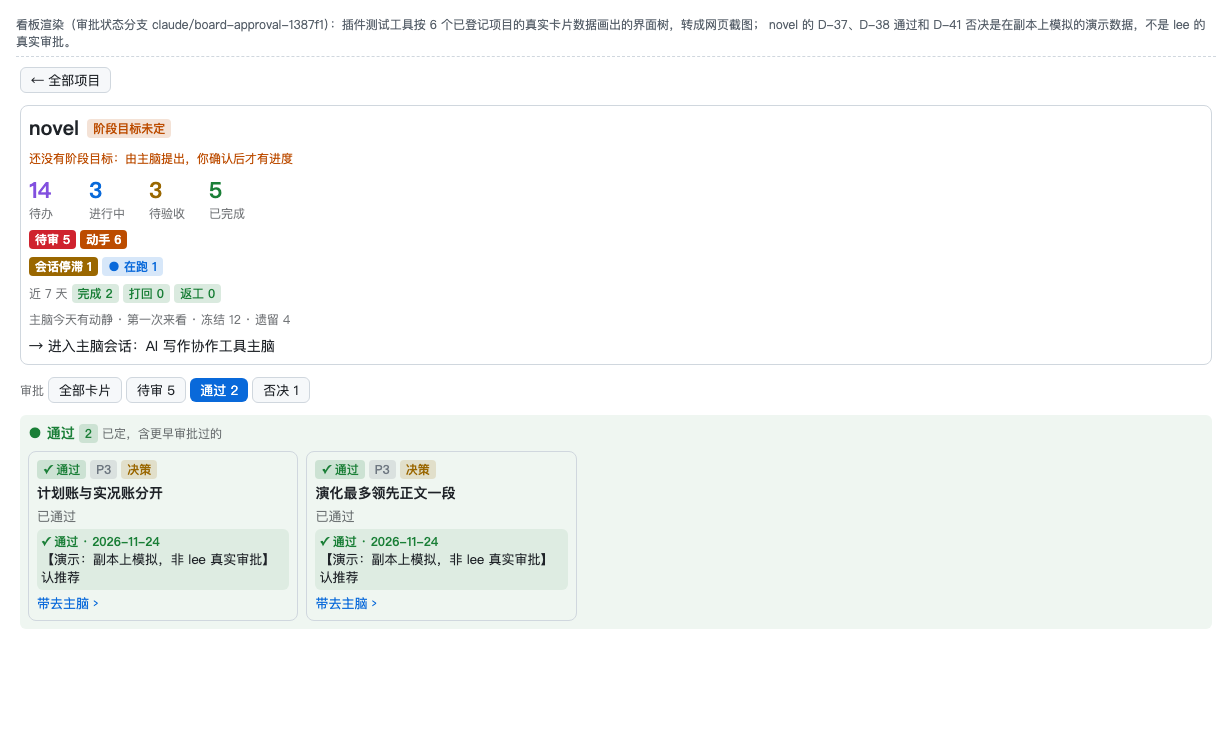 看板渲染（审批状态分支 claude/board-approval-1387f1）：插件测试工具按 6 个已登记项目的真实卡片数据画出的界面树，转成网页截图； novel 的 D-37、D-38 通过和 D-41 否决是在副本上模拟的演示数据，不是 lee 的
真实审批。
← 全部项目
novel 阶段目标未定
还没有阶段目标：由主脑提出，你确认后才有进度
14 3 3 5
待办 进行中 待验收 已完成
待审 5 动手 6
会话停滞 1 ● 在跑 1
近 7 天 完成 2 打回 0 返工 0
主脑今天有动静 · 第一次来看 · 冻结 12 · 遗留 4
→ 进入主脑会话：AI 写作协作工具主脑
审批 全部卡片 待审 5 通过 2 否决 1
● 通过 2 已定，含更早审批过的
✓ 通过 P3 决策
计划账与实况账分开
已通过
✓ 通过 · 2026-11-24
【演示：副本上模拟，非 lee 真实审批】
认推荐
带去主脑 ›
✓ 通过 P3 决策
演化最多领先正文一段
已通过
✓ 通过 · 2026-11-24
【演示：副本上模拟，非 lee 真实审批】
认推荐
带去主脑 ›